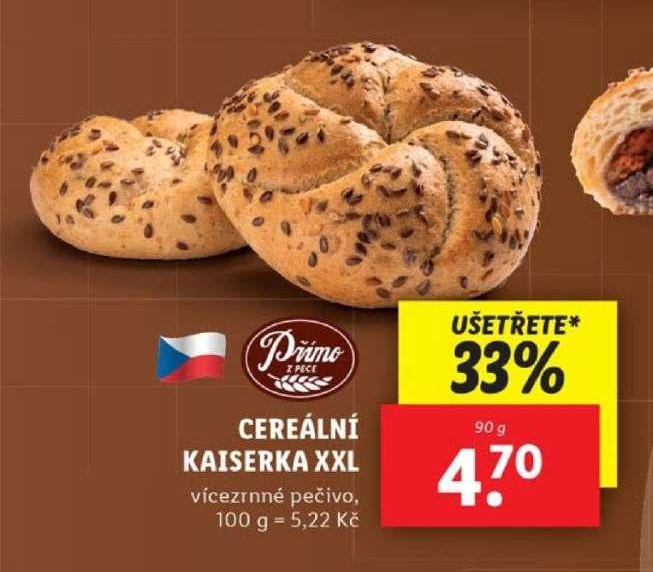 Přímo
Z PECE
CEREÁLNÍ
KAISERKA XXL
vícezrnné pečivo,
100 g = 5,22 Kč
UŠETŘETE*
33%
90 g
4.70